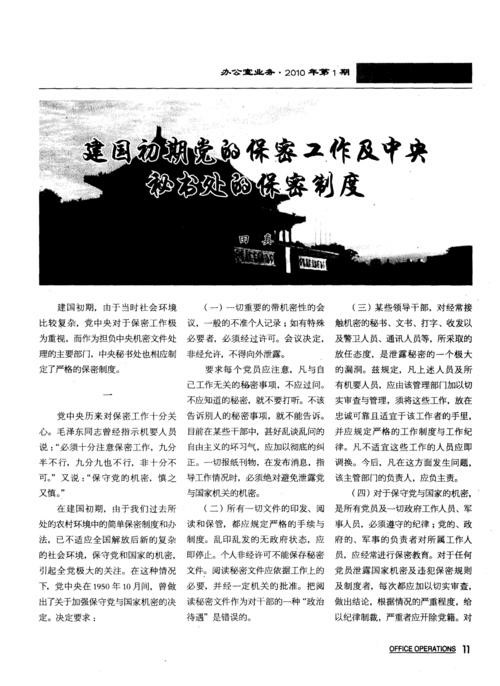 办公室业务·2010年第1期
建国初期党的保密工作及中央
秘书处的保密制度
田 真
建国初期，由于当时社会环境
比较复杂，党中央对于保密工作极
为重视，而作为担负中央机密文件处
理的主要部门，中央秘书处也相应制
定了严格的保密制度。
一
党中央历来对保密工作十分关
心。毛泽东同志曾经指示机要人员
说：“必须十分注意保密工作，九分
半不行，九分九也不行，非十分不
可。”又说：“保守党的机密，慎之
又慎。”
在建国初期，由于我们过去所
处的农村环境中的简单保密制度和办
法，已不适应全国解放后新的复杂
的社会环境，保守党和国家的机密，
引起全党极大的关注。在这种情况
下，党中央在1950年10月间，曾做
出了关于加强保守党与国家机密的决
定。决定要求：
（一）一切重要的带机密性的会
议，一般的不准个人记录；如有特殊
必要者，必须经过许可。会议决定，
非经允许，不得向外泄露。
要求每个党员应注意，凡与自
己工作无关的秘密事项，不应过问。
不应知道的秘密，就不要打听。不该
告诉别人的秘密事项，就不能告诉。
目前在某些干部中，甚好乱谈乱问的
自由主义的坏习气，应加以彻底的纠
正。一切报纸刊物，在发布消息，指
导工作情况时，必须绝对避免泄露党
与国家机关的机密。
（二）所有一切文件的印发、阅
读和保管，都应规定严格的手续与
制度。乱印乱发的无政府状态，应
即停止。个人非经许可不能保存秘密
文件。阅读秘密文件应依据工作上的
必要，并经一定机关的批准。把阅
读秘密文件作为对干部的一种“政治
待遇”是错误的。
（三）某些领导干部，对经常接
触机密的秘书、文书、打字、收发以
及警卫人员、通讯员等，所采取的
放任态度，是泄露秘密的一个极大
的漏洞。兹规定，凡上述人员及所
有机要人员，应由该管理部门加以切
实审查与管理，须将这些工作，放在
忠诚可靠且适宜于该工作者的手里，
并应规定严格的工作制度与工作纪
律。凡不适宜这些工作的人员应即
调换。今后，凡在这方面发生问题，
该主管部门的负责人，应负主责。
（四）对于保守党与国家的机密，
是所有党员及一切政府工作人员、军
事人员，必须遵守的纪律；党的、政
府的、军事的负责者对所属工作人
员，应经常进行保密教育。对于任何
党员泄露国家机密及违犯保密规则
及制度者，每次都应加以切实审查，
做出结论，根据情况的严重程度，给
以纪律制裁，严重者应开除党籍。对
OFFICE OPERATIONS 11